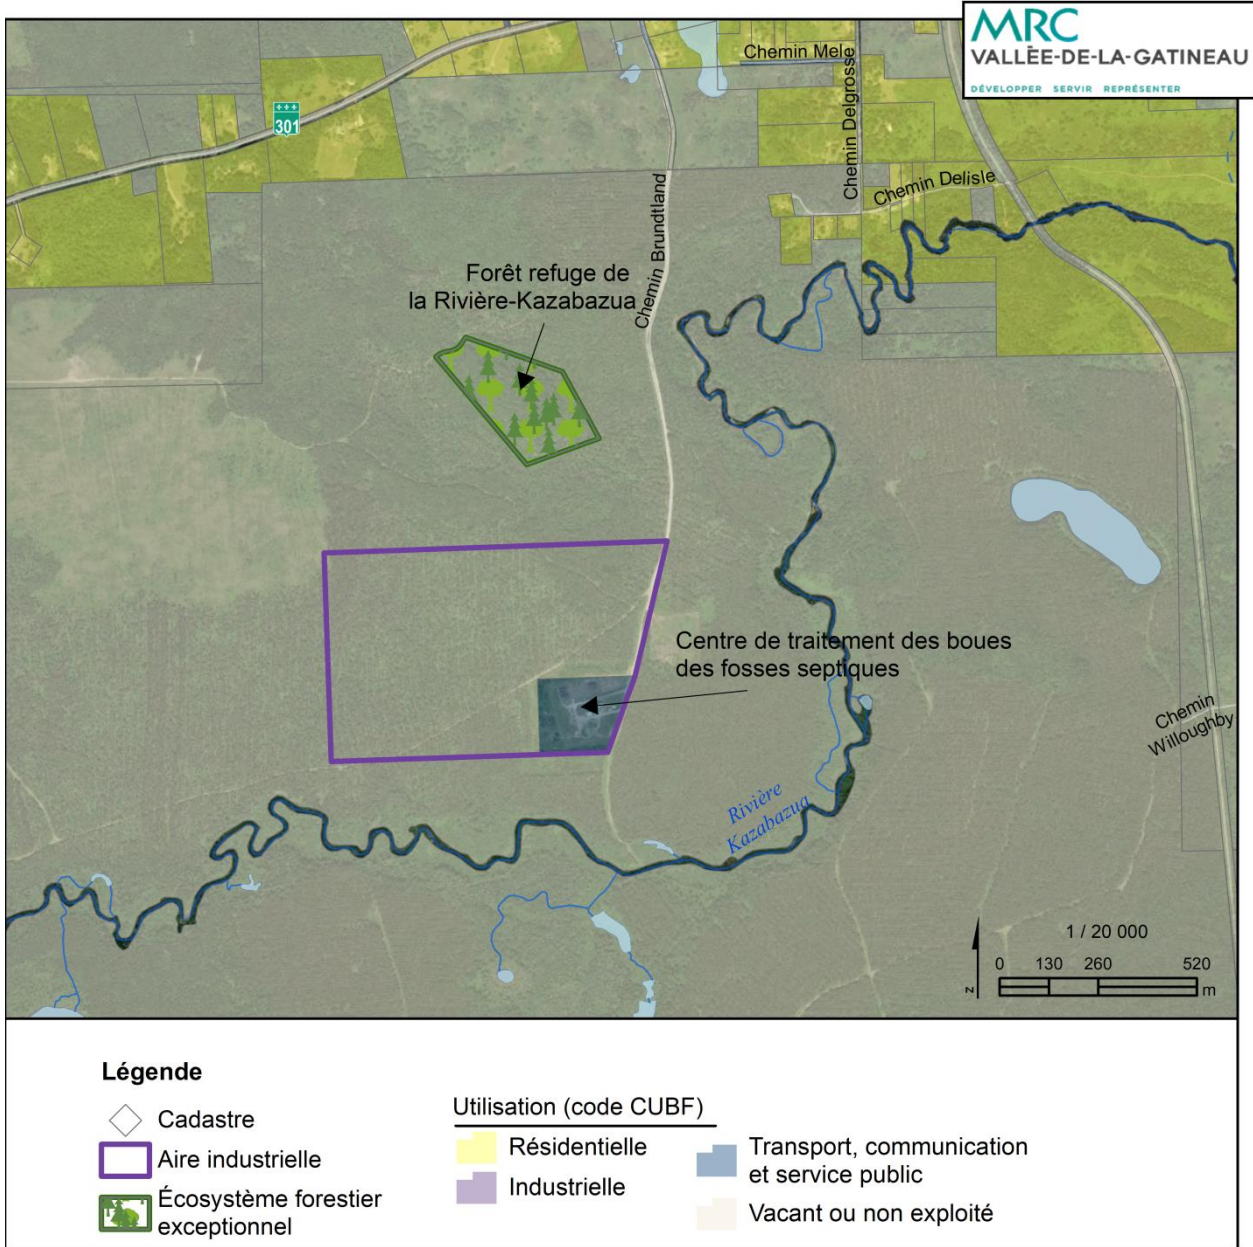 MRC
VALLÉE-DE-LA-GATINEAU
DÉVELOPPER SERVIR REPRÉSENTER
Chemin Mele
Chemin Delgrosse
301
Chemin Delisle
Chemin Brundtland
Forêt refuge de
la Rivière-Kazabazua
Centre de traitement des boues
des fosses septiques
Chemin
Willoughby
Rivière
Kazabazua
1 / 20 000
0 130 260 520
m
N
Légende
Cadastre
Aire industrielle
Écosystème forestier
exceptionnel
Utilisation (code CUBF)
Résidentielle
Industrielle
Transport, communication
et service public
Vacant ou non exploité